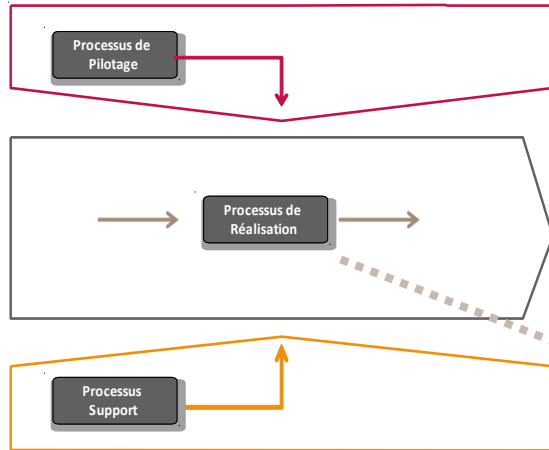 Processus de
Pilotage
Processus de
Réalisation
Processus
Support